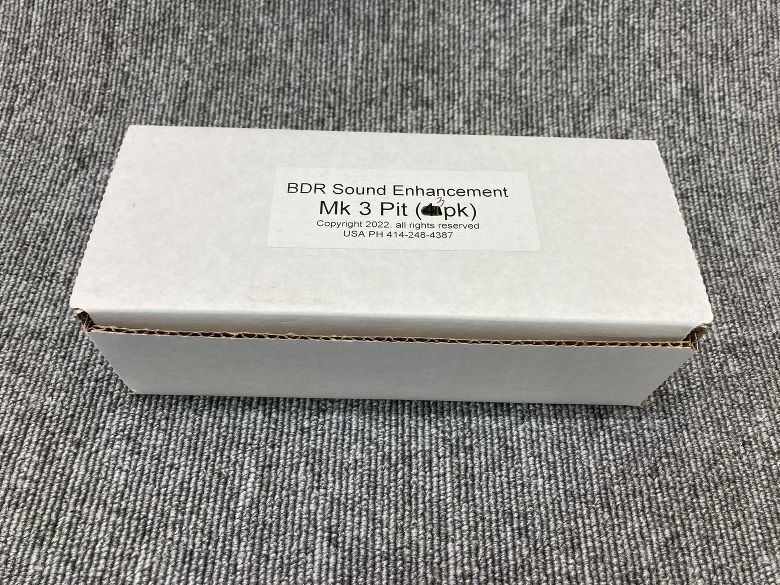 BDR Sound Enhancement
Mk 3 Pit (3pk)
Copyright 2022. all rights reserved
USA PH 414-248-4387